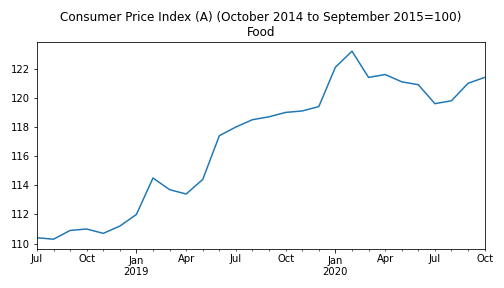 Consumer Price Index (A) (October 2014 to September 2015=100)
Food
122
120
118
116
114
112
110
Jul Oct Jan Apr Jul Oct Jan Apr Jul Oct
2019 2020